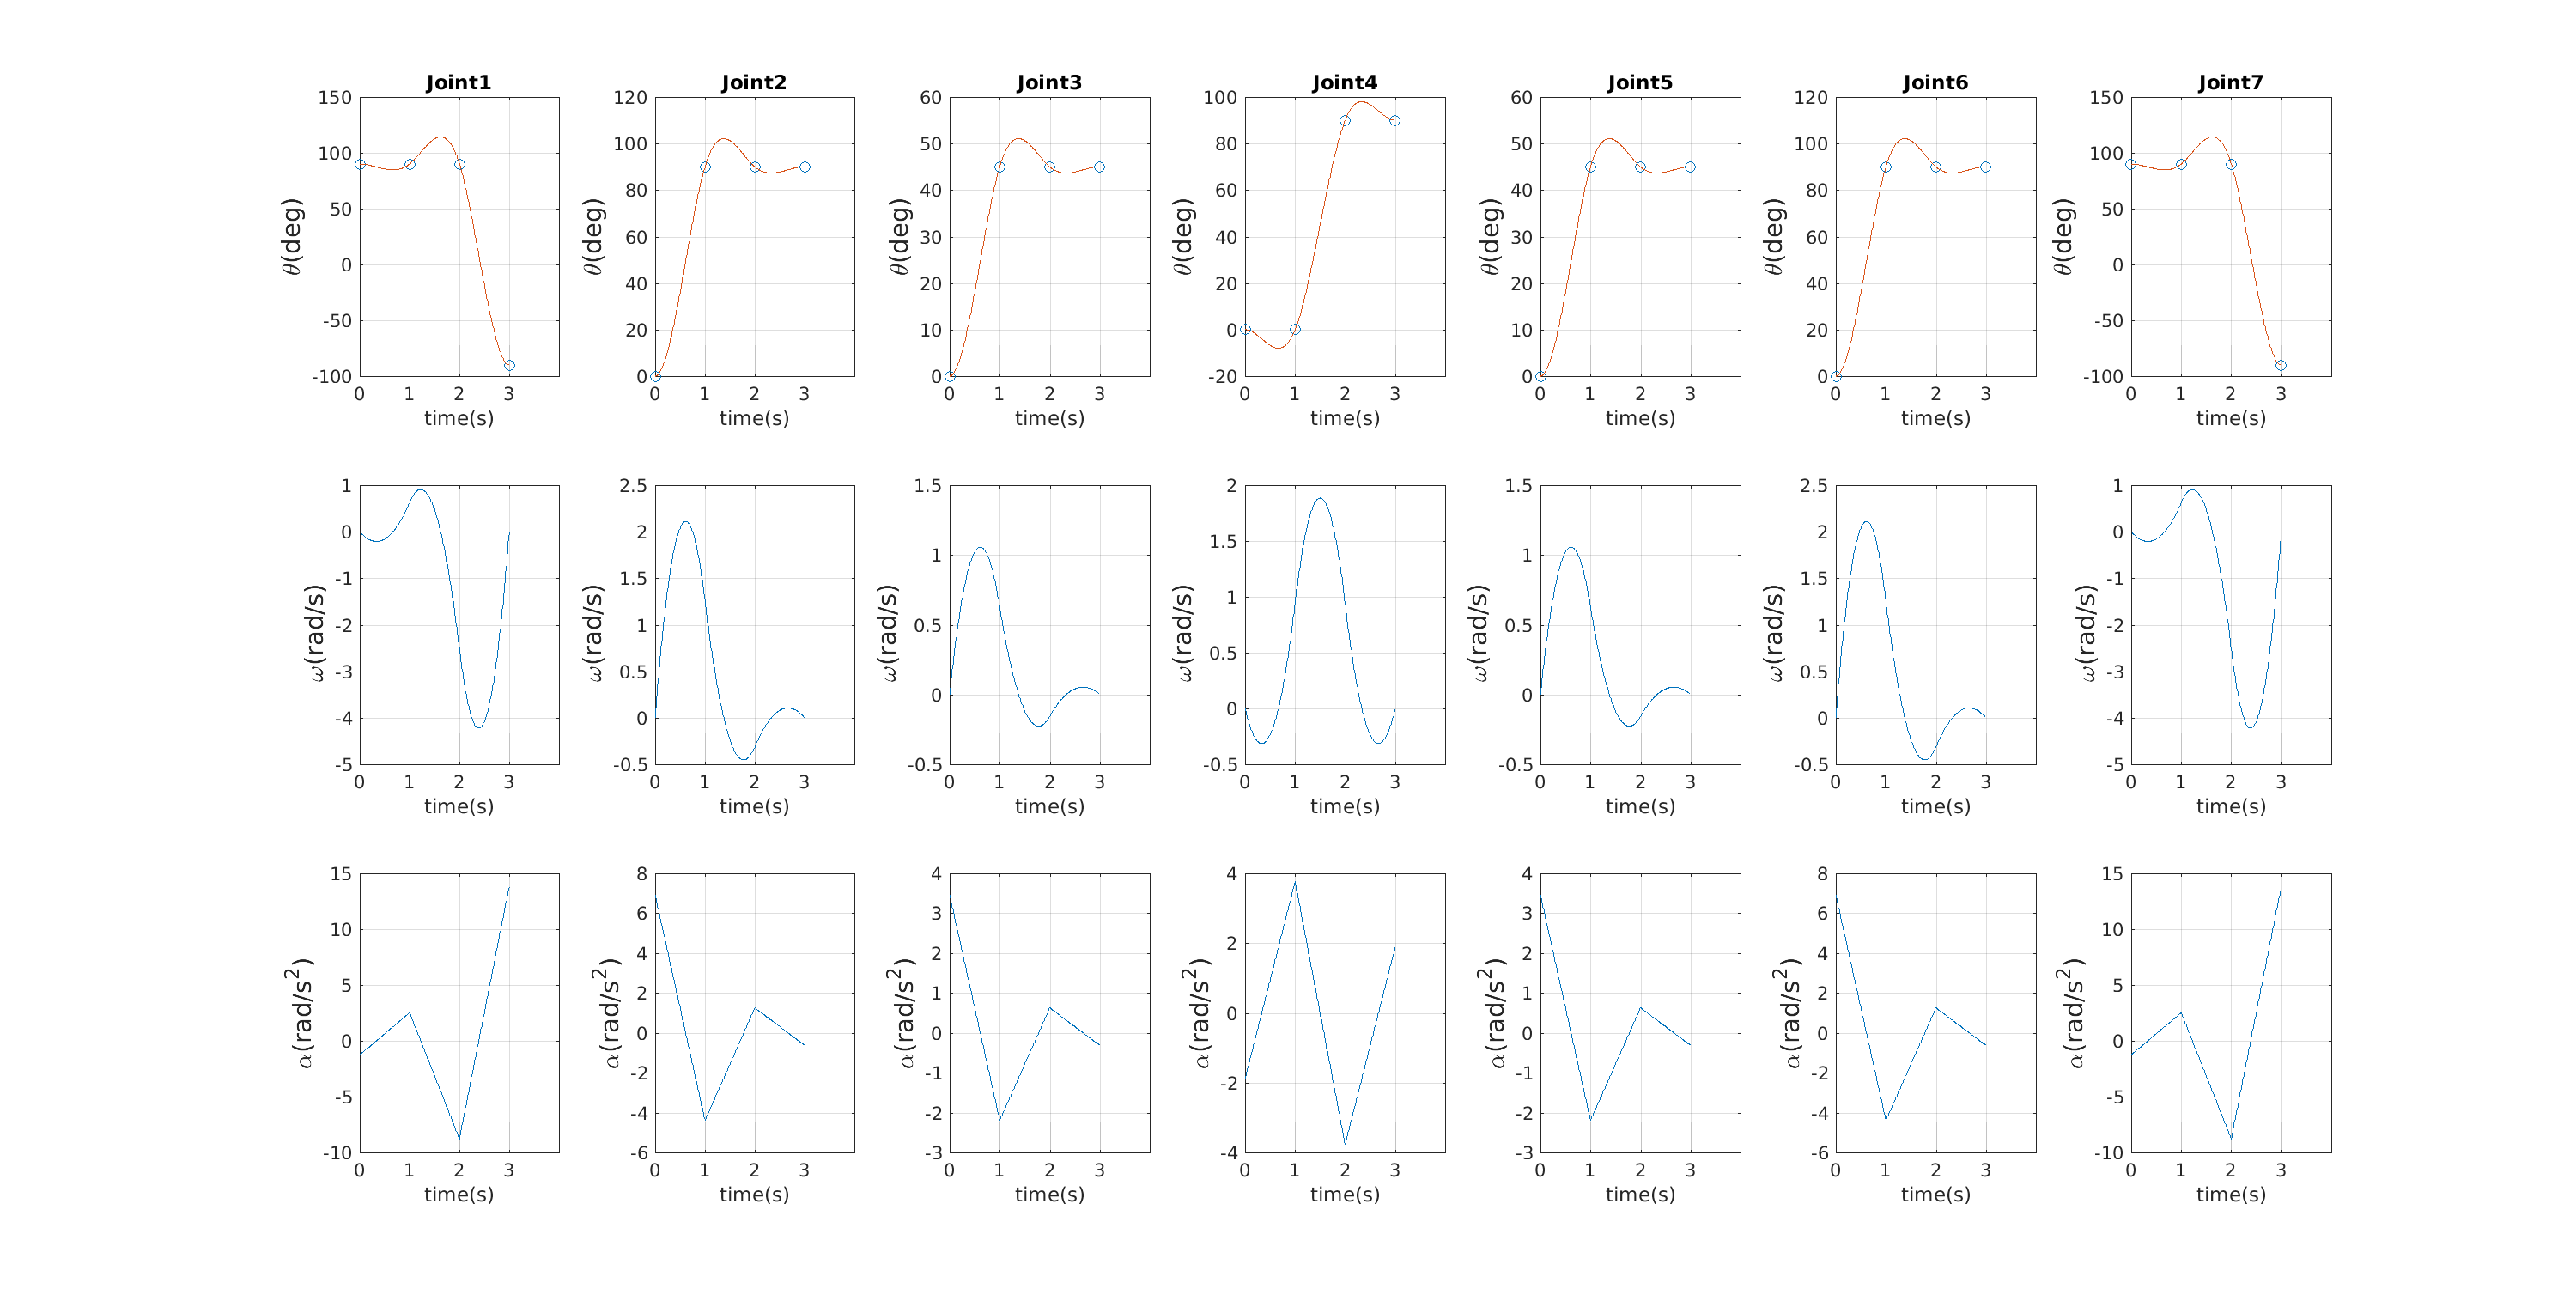 Joint1 Joint2 Joint3 Joint4 Joint5 Joint6 Joint7
150 120 60 100 60 120 150
100 100 50 80 50 100 100
50 80 40 60 40 80 50
0 60 30 40 30 60 0
-50 40 20 20 20 40 -50
-100 20 10 0 10 20 -100
0 0 -20 0 0
θ(deg) θ(deg) θ(deg) θ(deg) θ(deg) θ(deg) θ(deg)
0 1 2 3 0 1 2 3 0 1 2 3 0 1 2 3 0 1 2 3 0 1 2 3 0 1 2 3
time(s) time(s) time(s) time(s) time(s) time(s) time(s)
1 2.5 1.5 2 1.5 2.5 1
0 2 1 1.5 1 2 0
-1 1.5 0.5 1 0.5 1.5 -1
-2 1 0 0.5 0 1 -2
-3 0.5 -0.5 0 -0.5 0.5 -3
-4 0 -0.5 0 -4
-5 -0.5 -0.5 -5
ω(rad/s) ω(rad/s) ω(rad/s) ω(rad/s) ω(rad/s) ω(rad/s) ω(rad/s)
0 1 2 3 0 1 2 3 0 1 2 3 0 1 2 3 0 1 2 3 0 1 2 3 0 1 2 3
time(s) time(s) time(s) time(s) time(s) time(s) time(s)
15 8 4 4 4 8 15
10 6 3 2 3 6 10
5 4 2 0 2 4 5
0 2 1 -2 1 2 0
-5 0 0 -4 0 0 -5
-10 -2 -1 -1 -2 -10
-4 -2 -2 -4
-6 -3 -3 -6
α(rad/s²) α(rad/s²) α(rad/s²) α(rad/s²) α(rad/s²) α(rad/s²) α(rad/s²)
0 1 2 3 0 1 2 3 0 1 2 3 0 1 2 3 0 1 2 3 0 1 2 3 0 1 2 3
time(s) time(s) time(s) time(s) time(s) time(s) time(s)